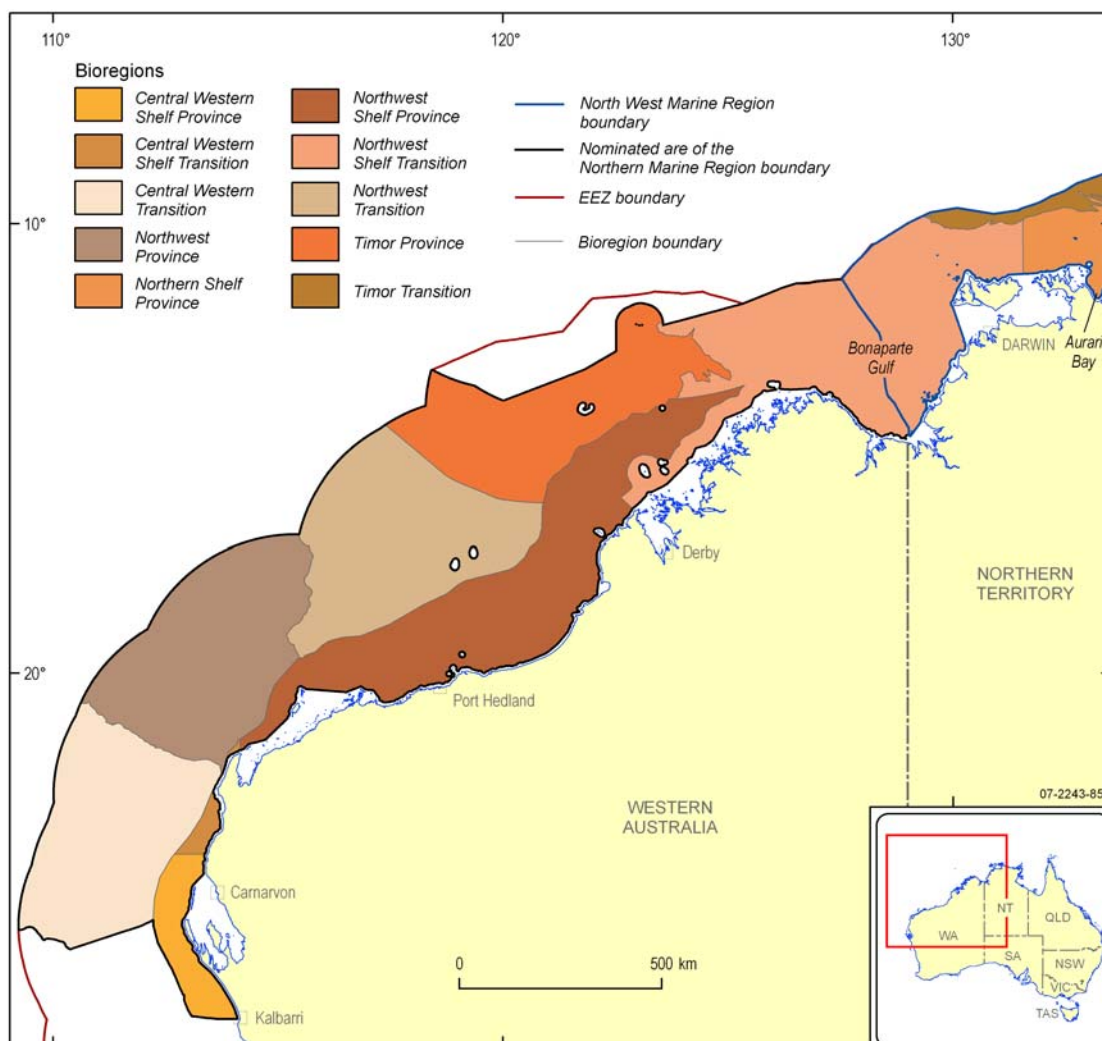 110°
120°
130°
Bioregions
Central Western
Shelf Province
Central Western
Shelf Transition
Central Western
Transition
Northwest
Province
Northern Shelf
Province
Northwest
Shelf Province
Northwest
Shelf Transition
Northwest
Transition
Timor Province
Timor Transition
North West Marine Region
boundary
Nominated are of the
Northern Marine Region boundary
EEZ boundary
Bioregion boundary
10°
20°
Bonaparte
Gulf
DARWIN
Aurari
Bay
Derby
NORTHERN
TERRITORY
Port Hedland
WESTERN
AUSTRALIA
Carnarvon
Kalbarri
0
500 km
07-2243-85
WA
NT
QLD
SA
NSW
VIC
TAS